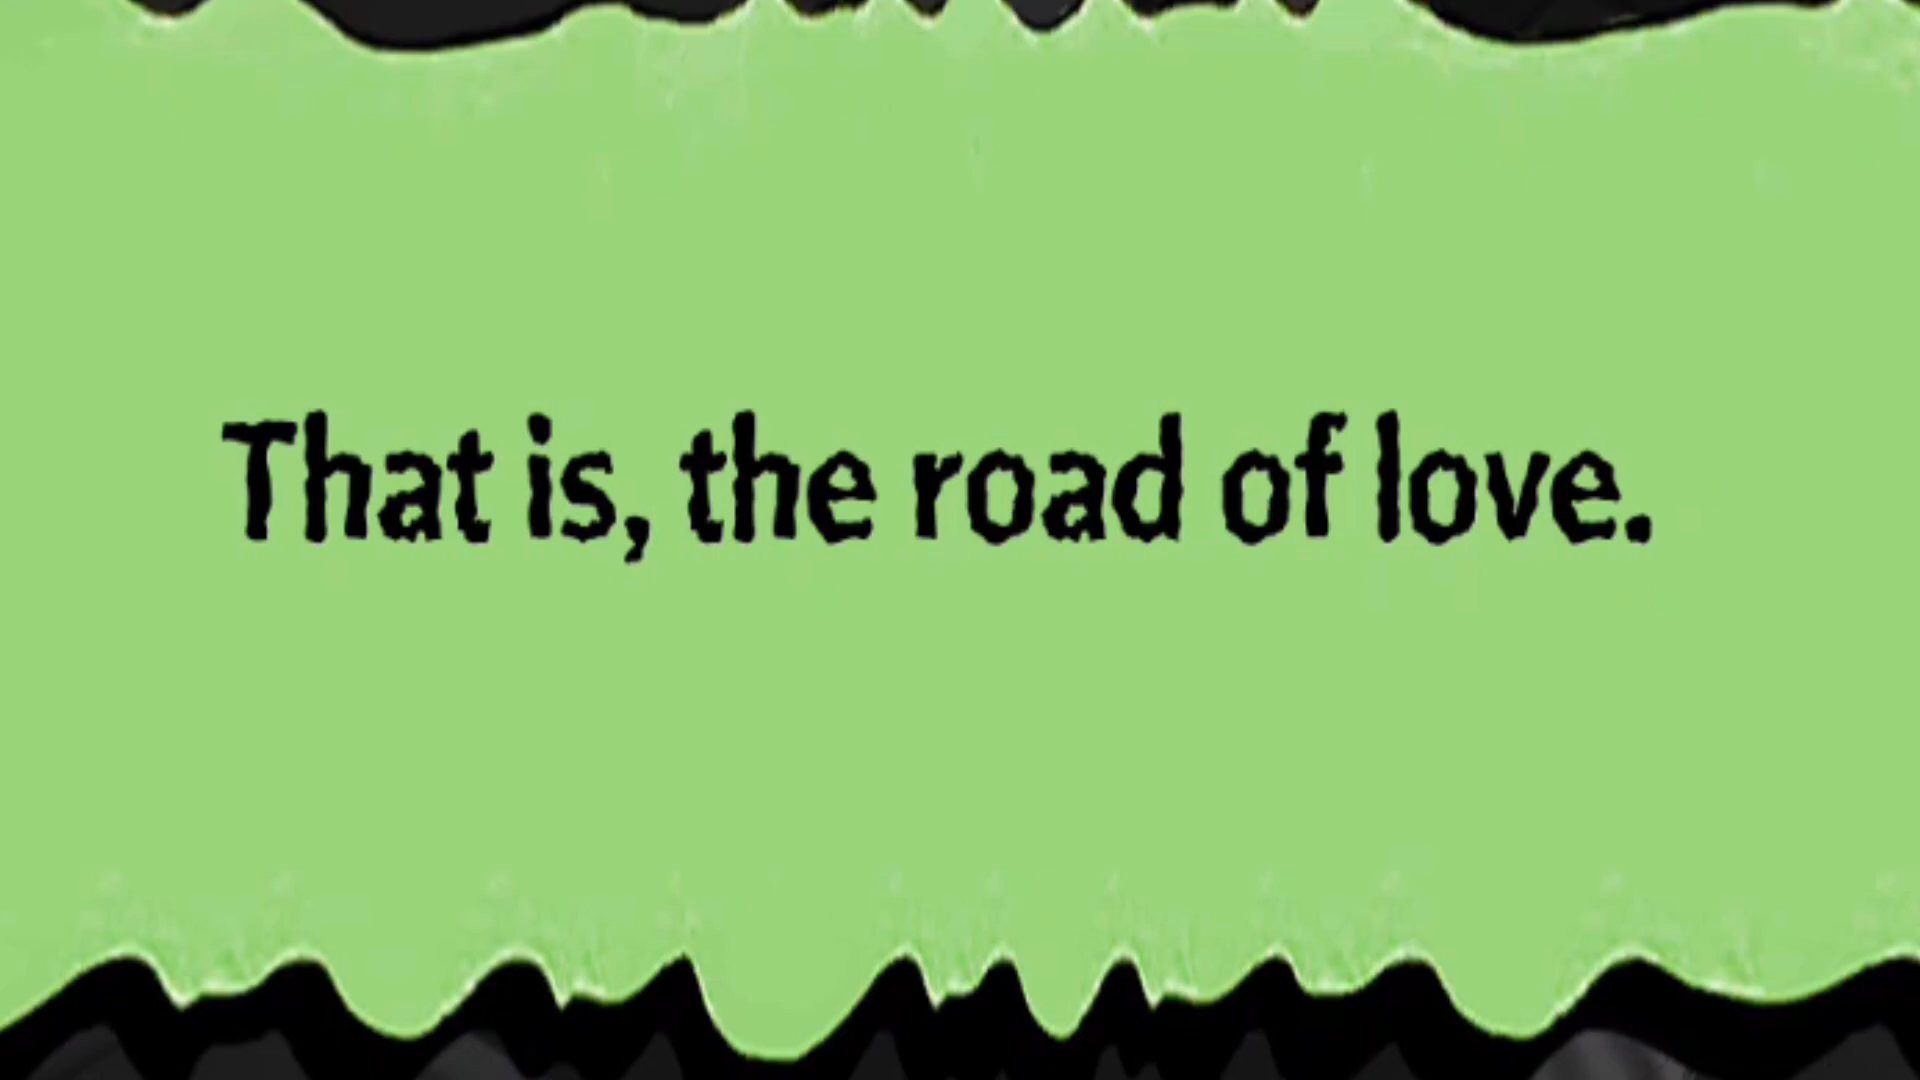 That is, the road of love.